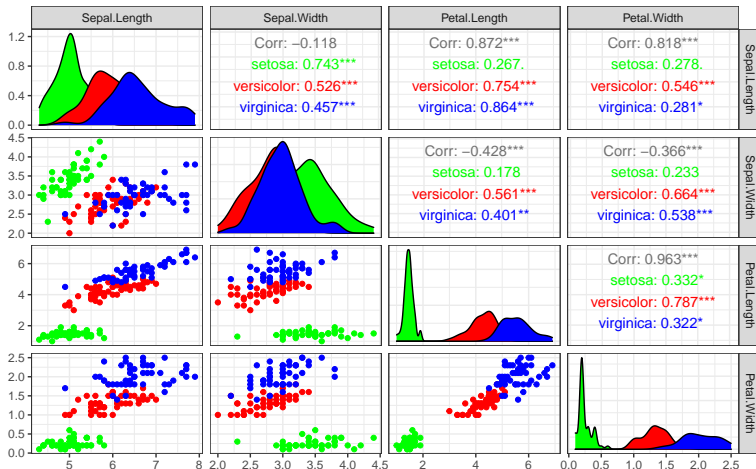 Sepal.Length Sepal.Width Petal.Length Petal.Width
1.2
0.8
0.4
0.0
Corr: −0.118
setosa: 0.743***
versicolor: 0.526***
virginica: 0.457***
Corr: 0.872***
setosa: 0.267.
versicolor: 0.754***
virginica: 0.864***
Corr: 0.818***
setosa: 0.278.
versicolor: 0.546***
virginica: 0.281*
Sepal.Length
4.5
4.0
3.5
3.0
2.5
2.0
Corr: −0.428***
setosa: 0.178
versicolor: 0.561***
virginica: 0.401**
Corr: −0.366***
setosa: 0.233
versicolor: 0.664***
virginica: 0.538***
Sepal.Width
6
4
2
Corr: 0.963***
setosa: 0.332*
versicolor: 0.787***
virginica: 0.322*
Petal.Length
2.5
2.0
1.5
1.0
0.5
0.0
Petal.Width
5 6 7 8 2.0 2.5 3.0 3.5 4.0 4.5 2 4 6 0.0 0.5 1.0 1.5 2.0 2.5